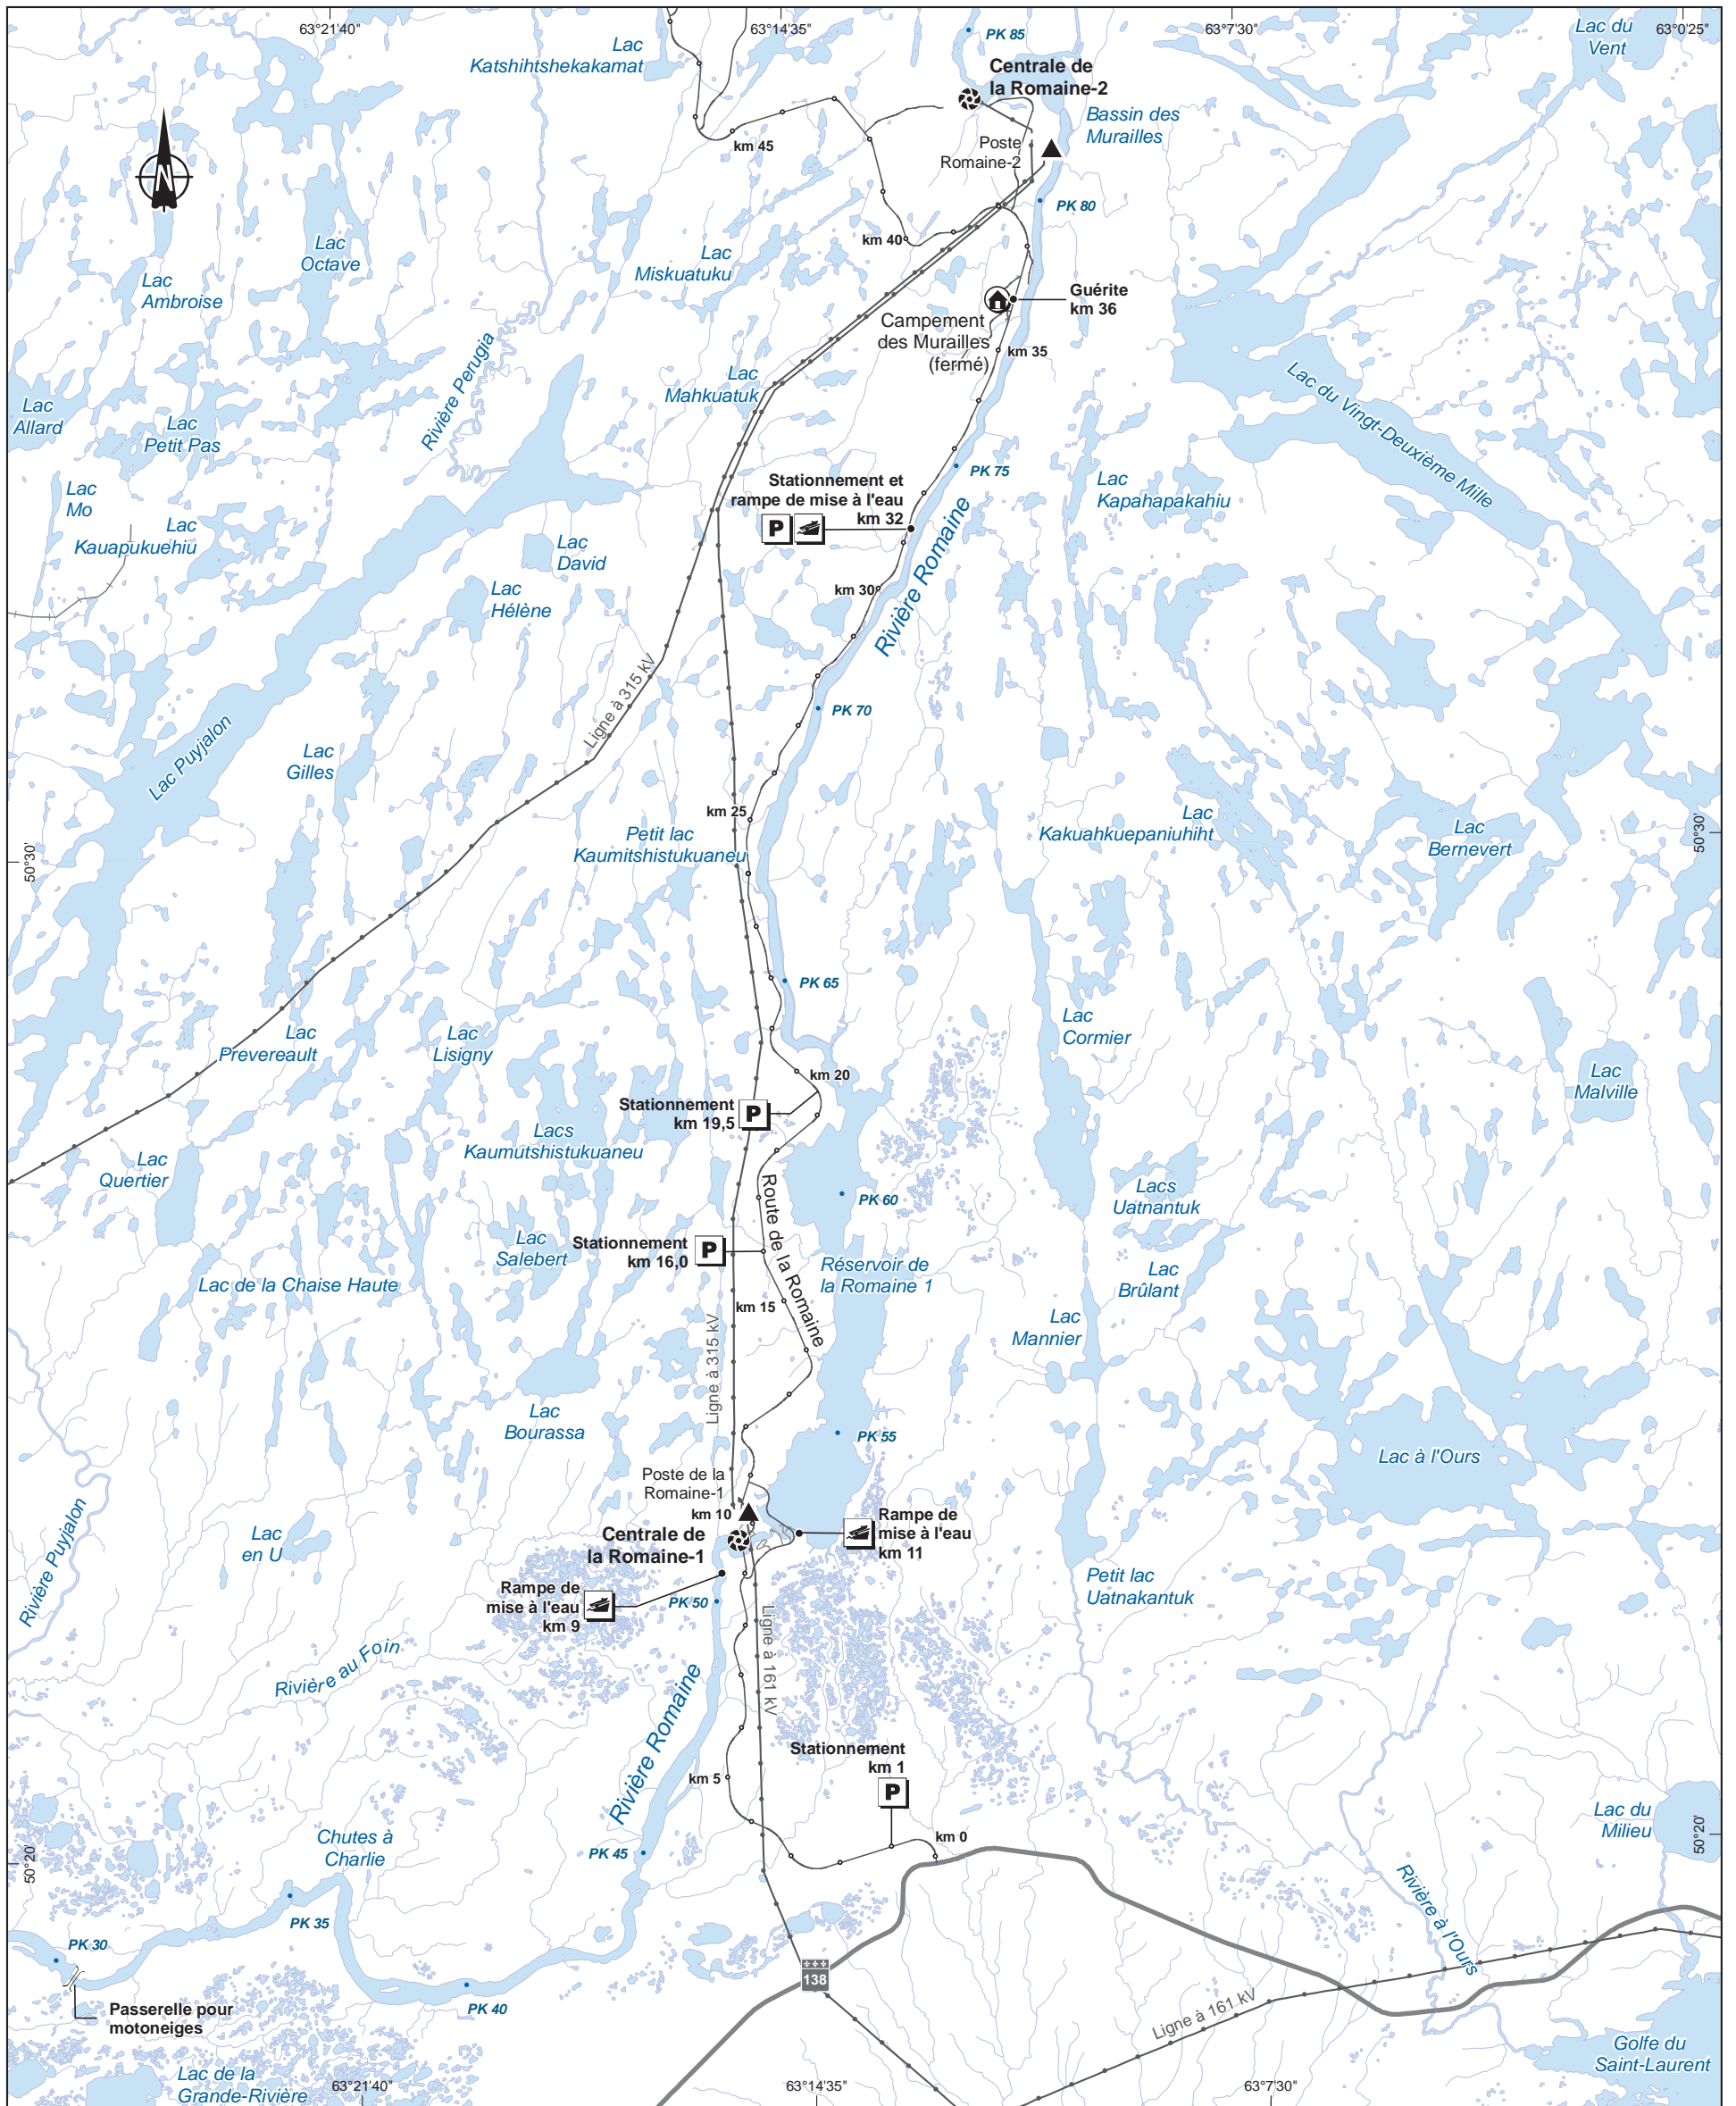 63°21'40"
63°14'35"
63°7'30"
63°0'25"
Lac
Katshihtshekakamat
PK 85
Lac du
Vent
Centrale de
la Romaine-2
Bassin des
Murailles
km 45
Poste
Romaine-2
N
PK 80
km 40
Lac
Octave
Lac
Miskuatuku
Lac
Ambroise
Guérite
km 36
Campement
des Murailles
(fermé)
km 35
Rivière Perugia
Lac
Mahkuatuk
Lac du Vingt-Deuxième Mille
Lac
Allard
Lac
Petit Pas
PK 75
Lac
Kapahapakahiu
Stationnement et
rampe de mise à l'eau
km 32
P
Lac
Mo
Lac
Kauapukuehiu
Lac
David
Lac
Hélène
km 30
Rivière Romaine
Ligne à 315 kV
PK 70
Lac Puyjalon
Lac
Gilles
km 25
Petit lac
Kaumitshistukuaneu
Lac
Kakuahkuepaniuhiht
Lac
Bernevert
50°30'
50°30'
PK 65
Lac
Prevereault
Lac
Lisigny
Lac
Cormier
km 20
Lac
Malville
Stationnement
km 19,5
P
Lacs
Kaumutshistukuaneu
Lac
Quertier
PK 60
Lacs
Uatnantuk
Route de la Romaine
Stationnement
km 16,0
P
Lac
Salebert
Réservoir de
la Romaine 1
Lac de la Chaise Haute
Lac
Brûlant
km 15
Lac
Mannier
Ligne à 315 kV
Lac
Bourassa
PK 55
Lac à l'Ours
Poste de la
Romaine-1
km 10
Centrale de
la Romaine-1
Rampe de
mise à l'eau
km 11
Lac
en U
Rivière Puyjalon
Rampe de
mise à l'eau
km 9
PK 50
Petit lac
Uatnakantuk
Ligne à 161 kV
Rivière au Foin
Rivière Romaine
Stationnement
km 1
P
km 5
km 0
Lac du
Milieu
Chutes à
Charlie
PK 45
50°20'
50°20'
PK 35
Rivière à l'Ours
PK 30
138
PK 40
Passerelle pour
motoneiges
Ligne à 161 kV
Golfe du
Saint-Laurent
Lac de la
Grande-Rivière
63°21'40"
63°14'35"
63°7'30"